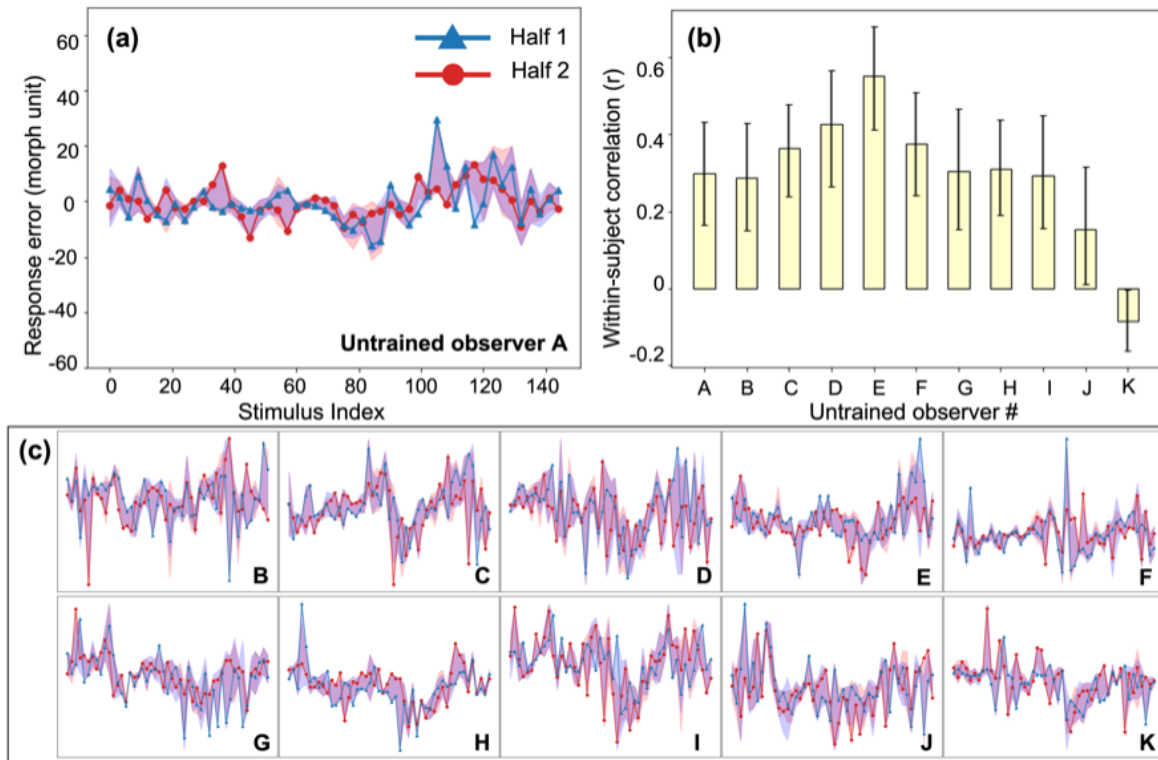 (a)
Half 1
Half 2
Response error (morph unit)
60
40
20
0
-20
-40
-60
Untrained observer A
0 20 40 60 80 100 120 140
Stimulus Index
(b)
Within-subject correlation (r)
0.6
0.4
0.2
0
-0.2
A B C D E F G H I J K
Untrained observer #
(c)
B C D E F
G H I J K